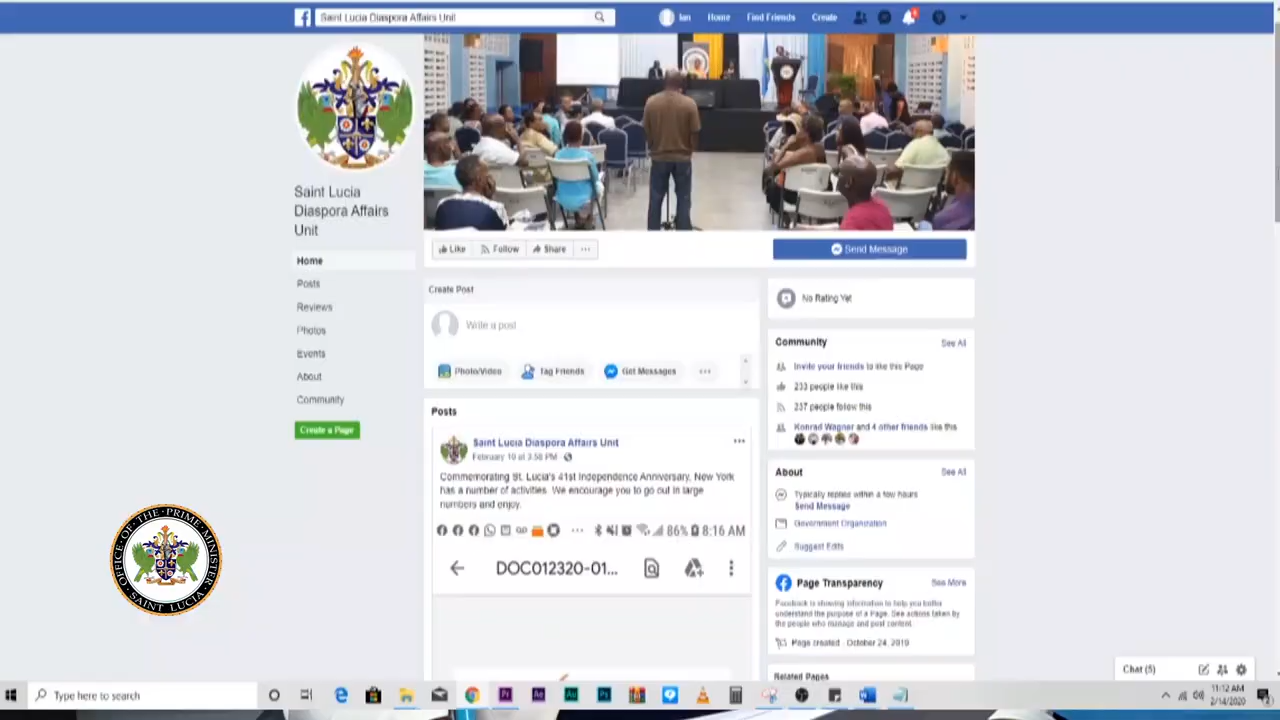 Saint Lucia Diaspora Affairs Unit
Ian
Home
Find Friends
Create
Saint Lucia
Diaspora Affairs
Unit
Home
Posts
Reviews
Photos
Events
About
Community
Create a Page
Like
Follow
Share
Send Message
Create Post
Write a post
Photo/Video
Tag Friends
Get Messages
Posts
Saint Lucia Diaspora Affairs Unit
February 10 at 3:58 PM
Commemorating St. Lucia's 41st Independence Anniversary, New York
has a number of activities. We encourage you to go out in large
numbers and enjoy.
86% 8:16 AM
DOC012320-01...
No Rating Yet
Community
See All
Invite your friends to like this Page
233 people like this
237 people follow this
Konrad Wagner and 4 other friends like this
About
See All
Typically replies within a few hours
Send Message
Government Organization
Suggest Edits
Page Transparency
See More
Facebook is showing information to help you better
understand the purpose of a Page. See actions taken by
the people who manage and post content.
Page created - October 24, 2019
Related Pages
Chat (5)
OFFICE OF THE PRIME MINISTER
SAINT LUCIA
Type here to search
11:12 AM
2/14/2020